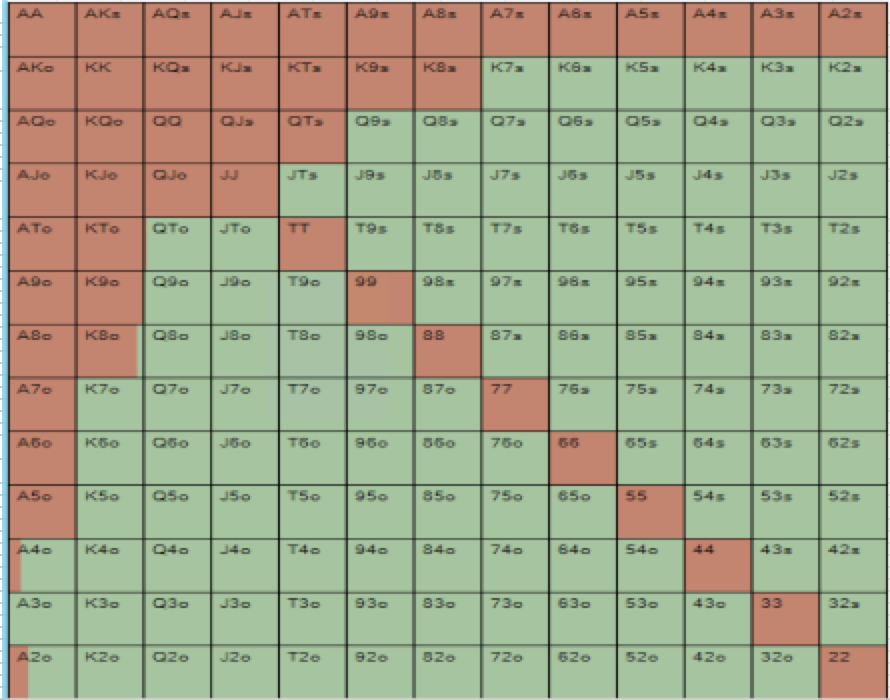 AA AKs AQs AJs ATs A9s A8s A7s A6s A5s A4s A3s A2s
AKo KK KQs KJs KTs K9s K8s K7s K6s K5s K4s K3s K2s
AQo KQo QQ QJs QTs Q9s Q8s Q7s Q6s Q5s Q4s Q3s Q2s
AJo KJo QJo JJ JTs J9s J8s J7s J6s J5s J4s J3s J2s
ATo KTo QTo JTo TT T9s T8s T7s T6s T5s T4s T3s T2s
A9o K9o Q9o J9o T9o 99 98s 97s 96s 95s 94s 93s 92s
A8o K8o Q8o J8o T8o 98o 88 87s 86s 85s 84s 83s 82s
A7o K7o Q7o J7o T7o 97o 87o 77 76s 75s 74s 73s 72s
A6o K6o Q6o J6o T6o 96o 86o 76o 66 65s 64s 63s 62s
A5o K5o Q5o J5o T5o 95o 85o 75o 65o 55 54s 53s 52s
A4o K4o Q4o J4o T4o 94o 84o 74o 64o 54o 44 43s 42s
A3o K3o Q3o J3o T3o 93o 83o 73o 63o 53o 43o 33 32s
A2o K2o Q2o J2o T2o 92o 82o 72o 62o 52o 42o 32o 22